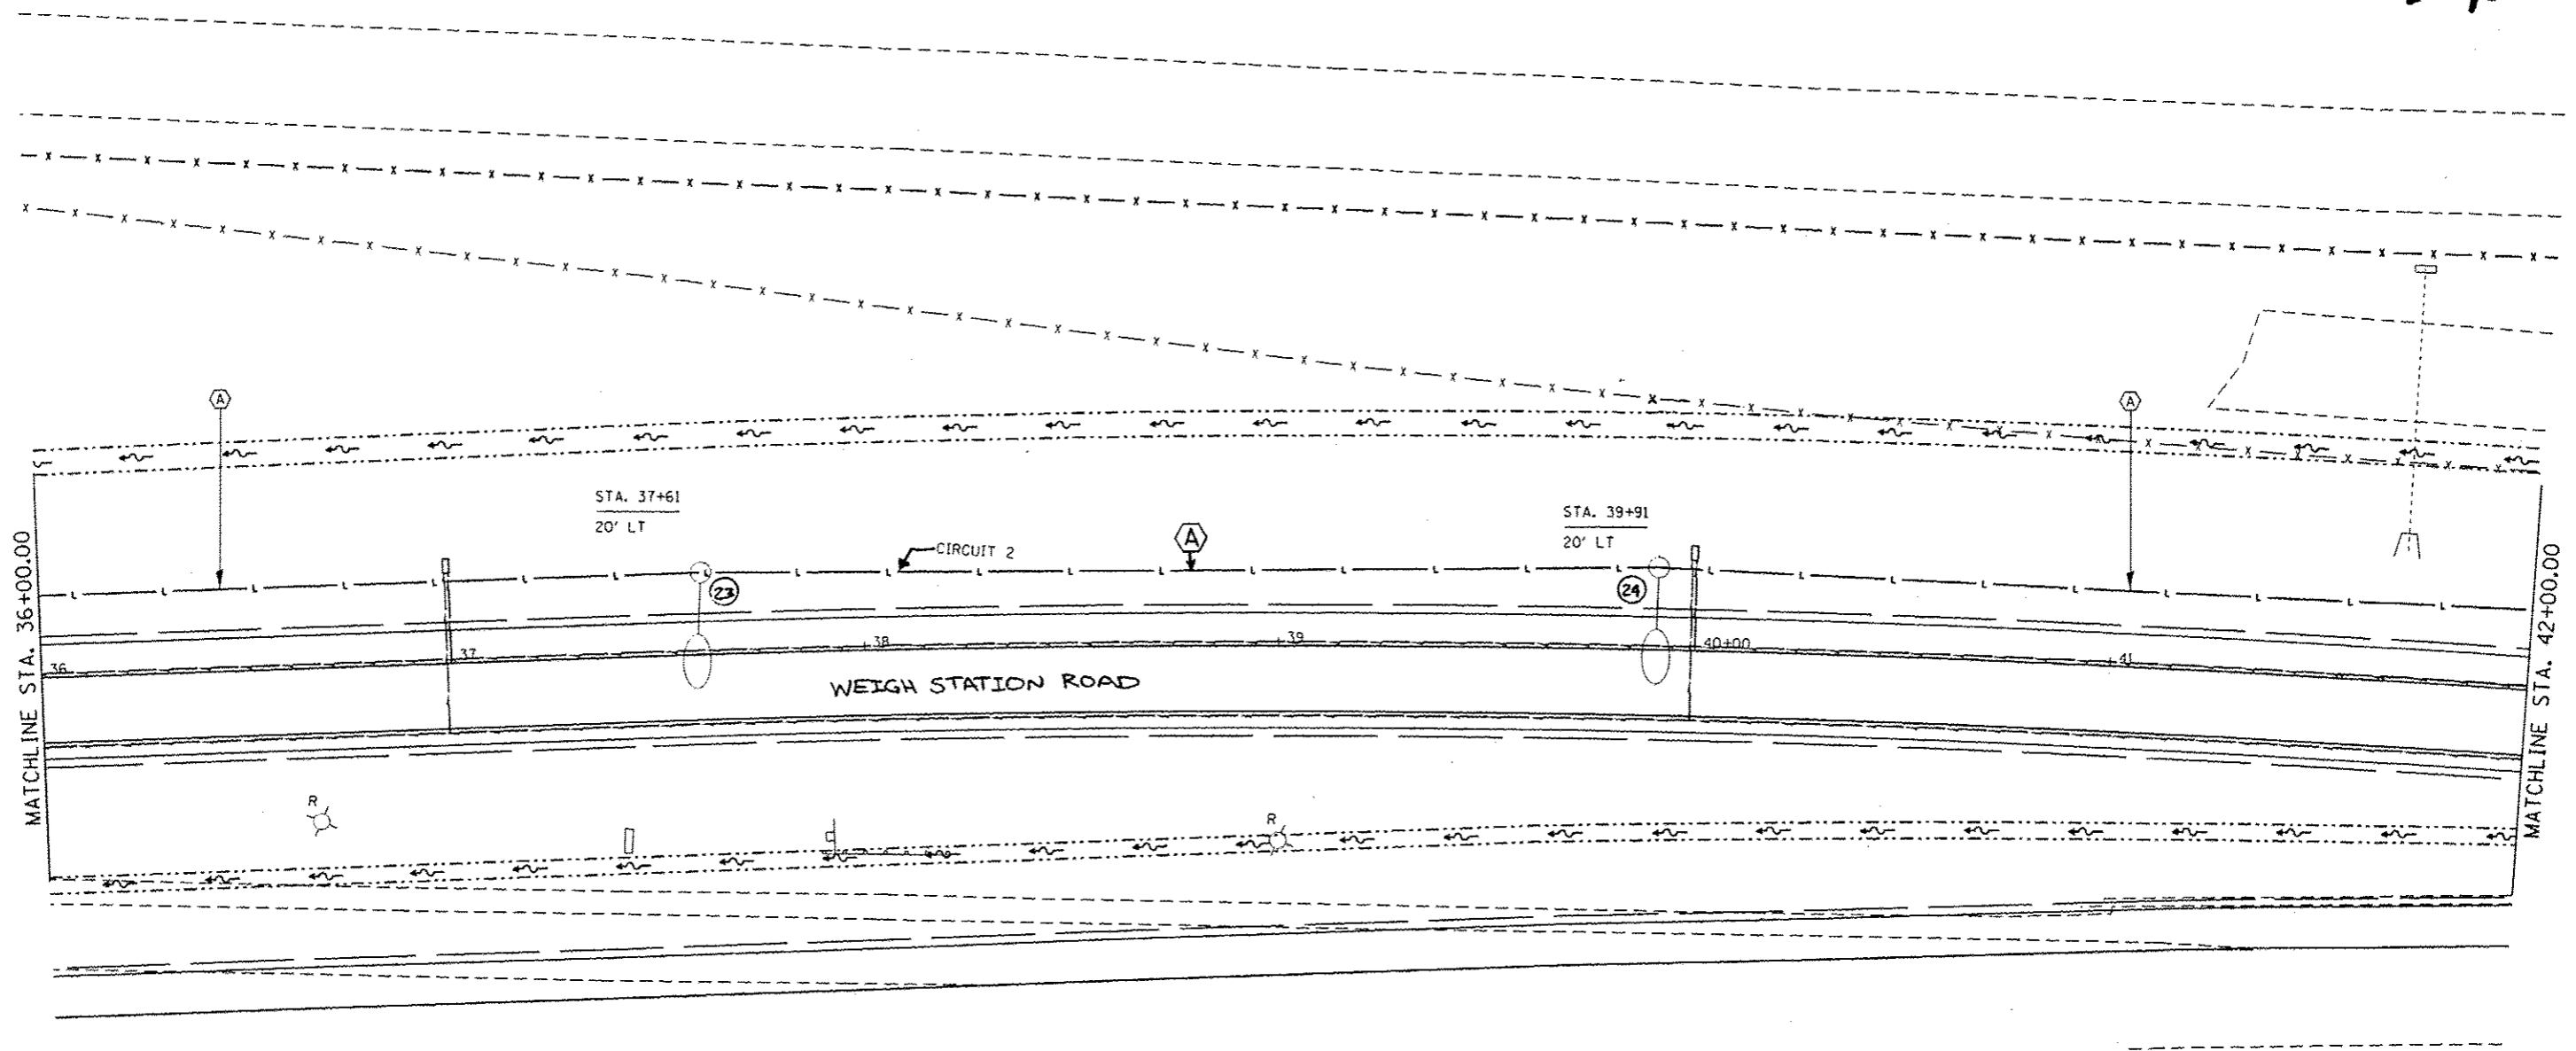 A
A
STA. 37+61
20' LT
STA. 39+91
20' LT
CIRCUIT 2
A
23
24
36
37
38
39
40+00
41
WEIGH STATION ROAD
MATCHLINE STA. 36+00.00
MATCHLINE STA. 42+00.00
R
R